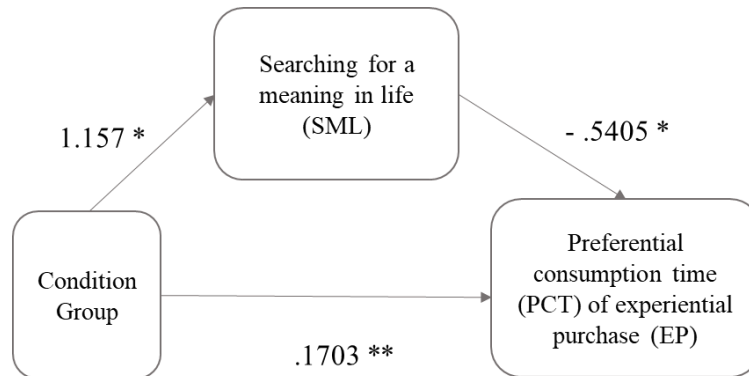 Searching for a
meaning in life
(SML)
1.157 *
- .5405 *
Condition
Group
Preferential
consumption time
(PCT) of experiential
purchase (EP)
.1703 **